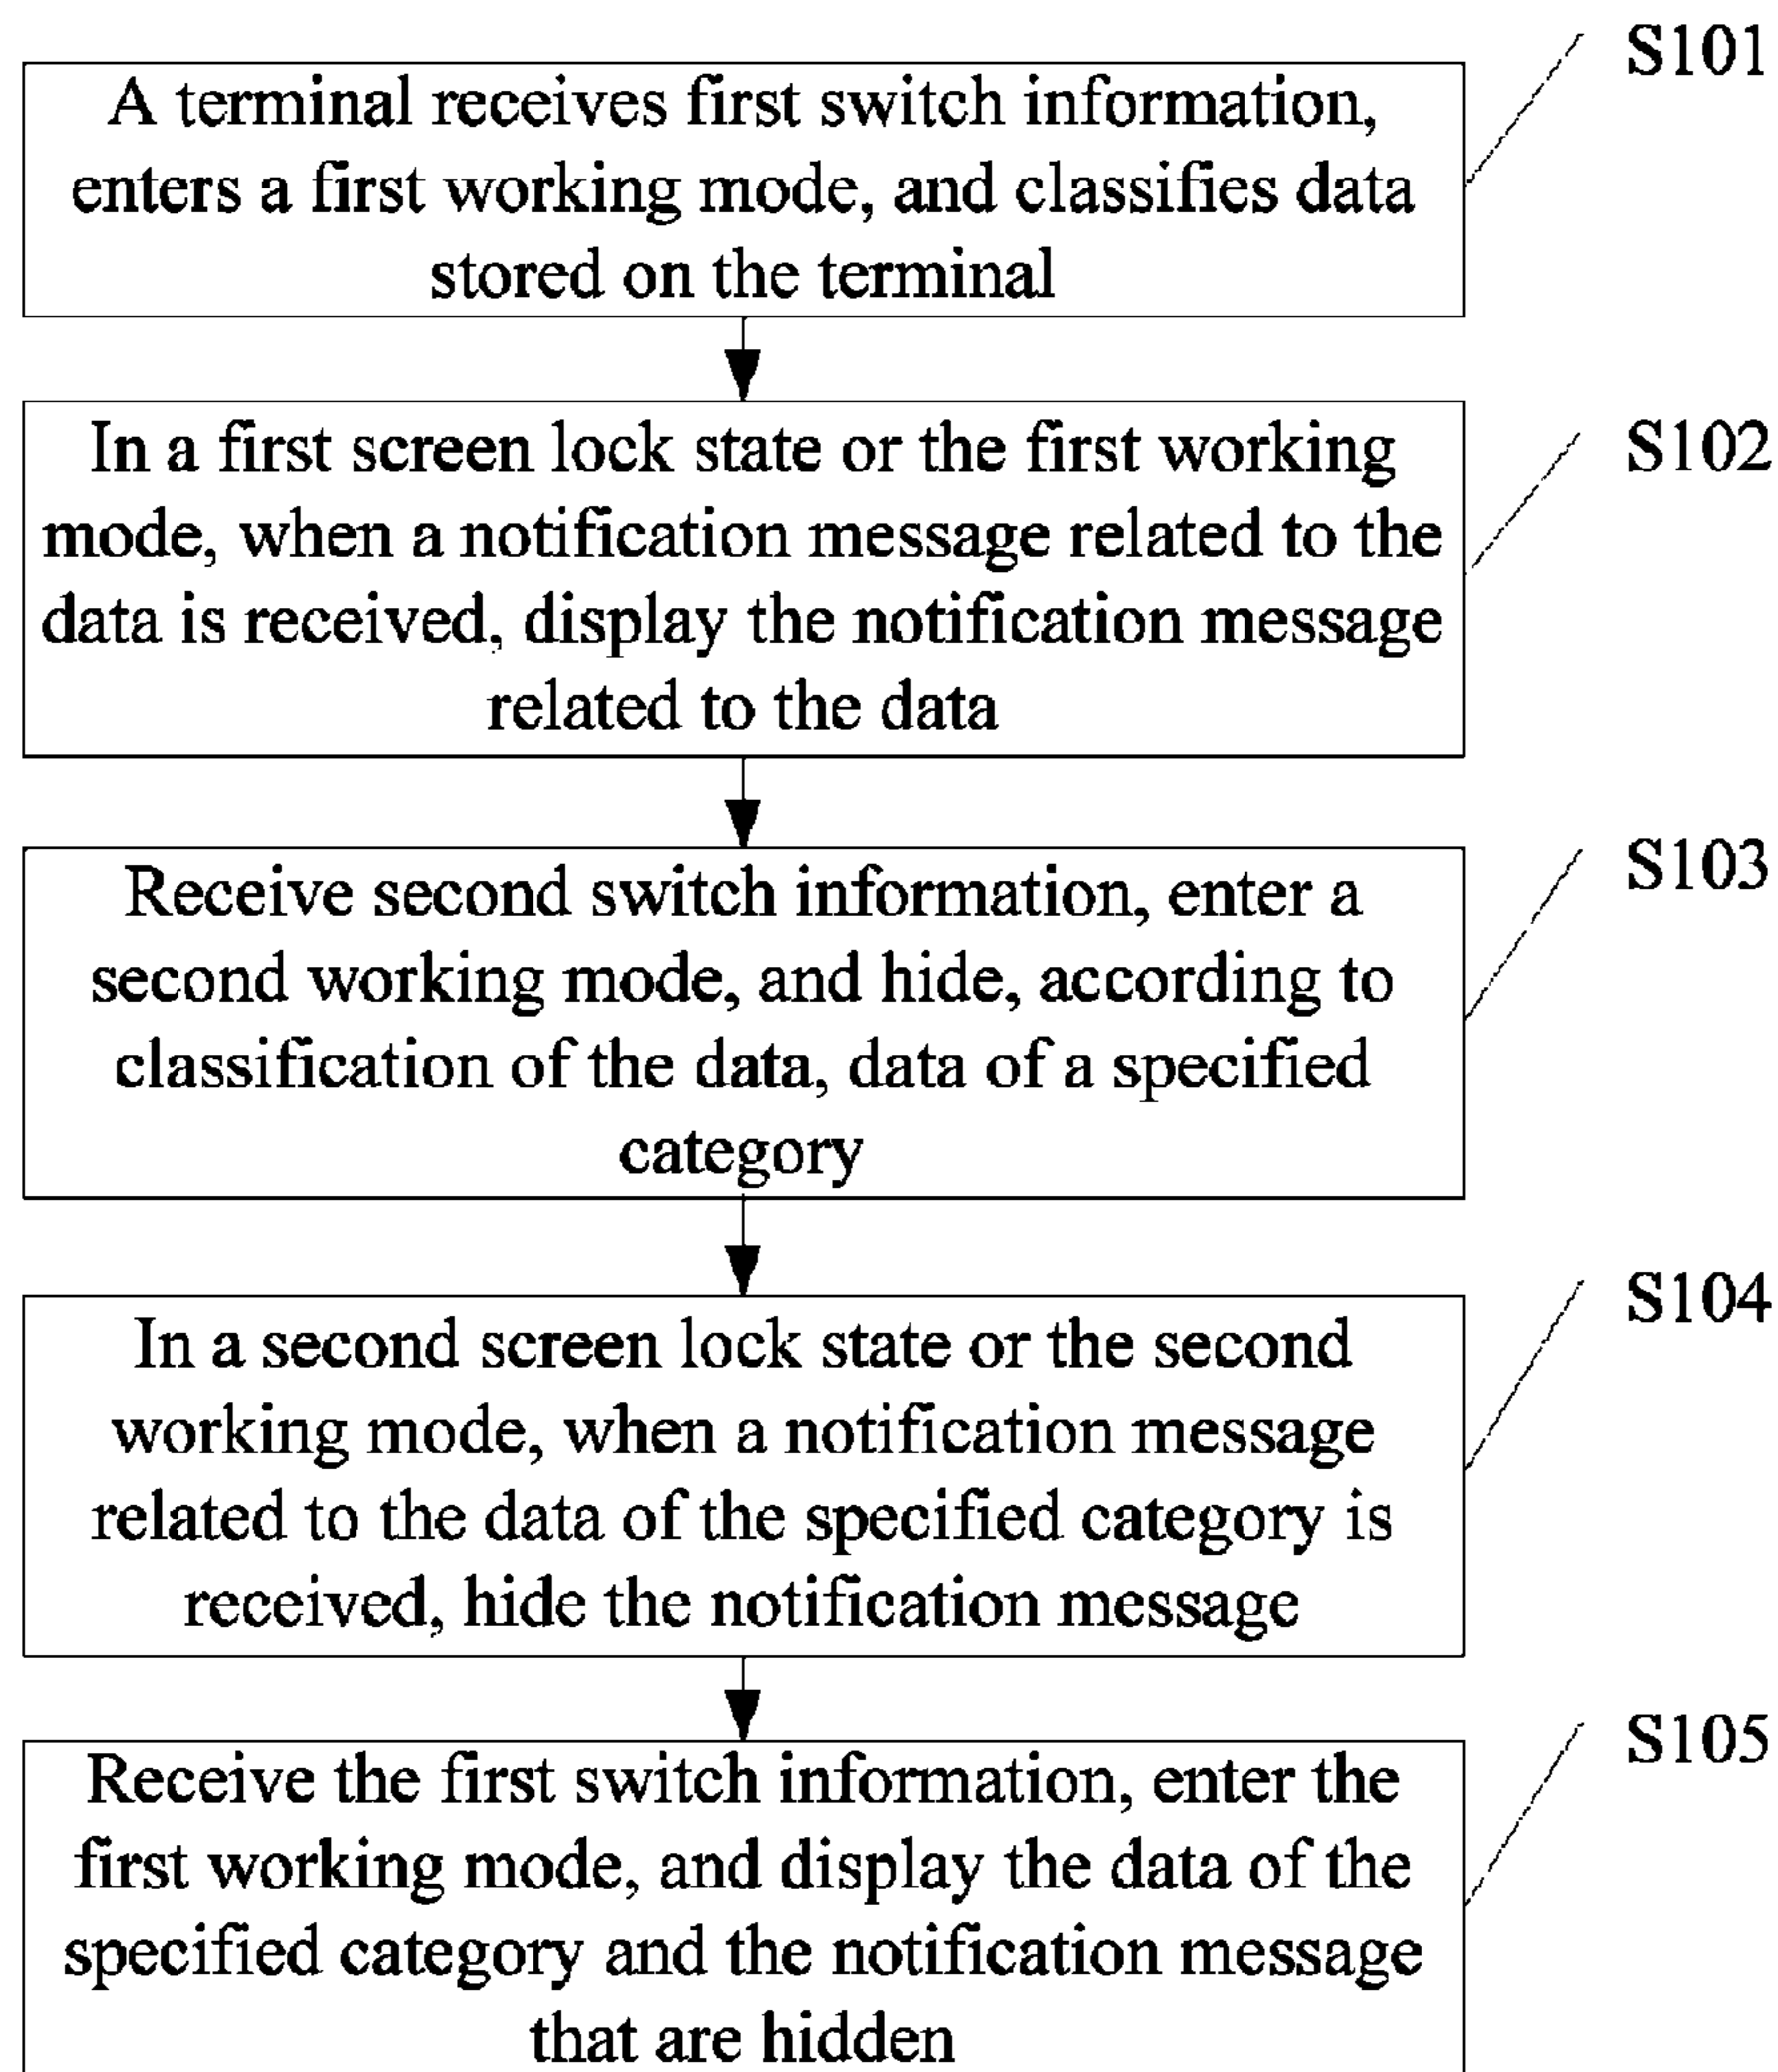 S101
A terminal receives first switch information,
enters a first working mode, and classifies data
stored on the terminal
S102
In a first screen lock state or the first working
mode, when a notification message related to the
data is received, display the notification message
related to the data
S103
Receive second switch information, enter a
second working mode, and hide, according to
classification of the data, data of a specified
category
S104
In a second screen lock state or the second
working mode, when a notification message
related to the data of the specified category is
received, hide the notification message
S105
Receive the first switch information, enter the
first working mode, and display the data of the
specified category and the notification message
that are hidden